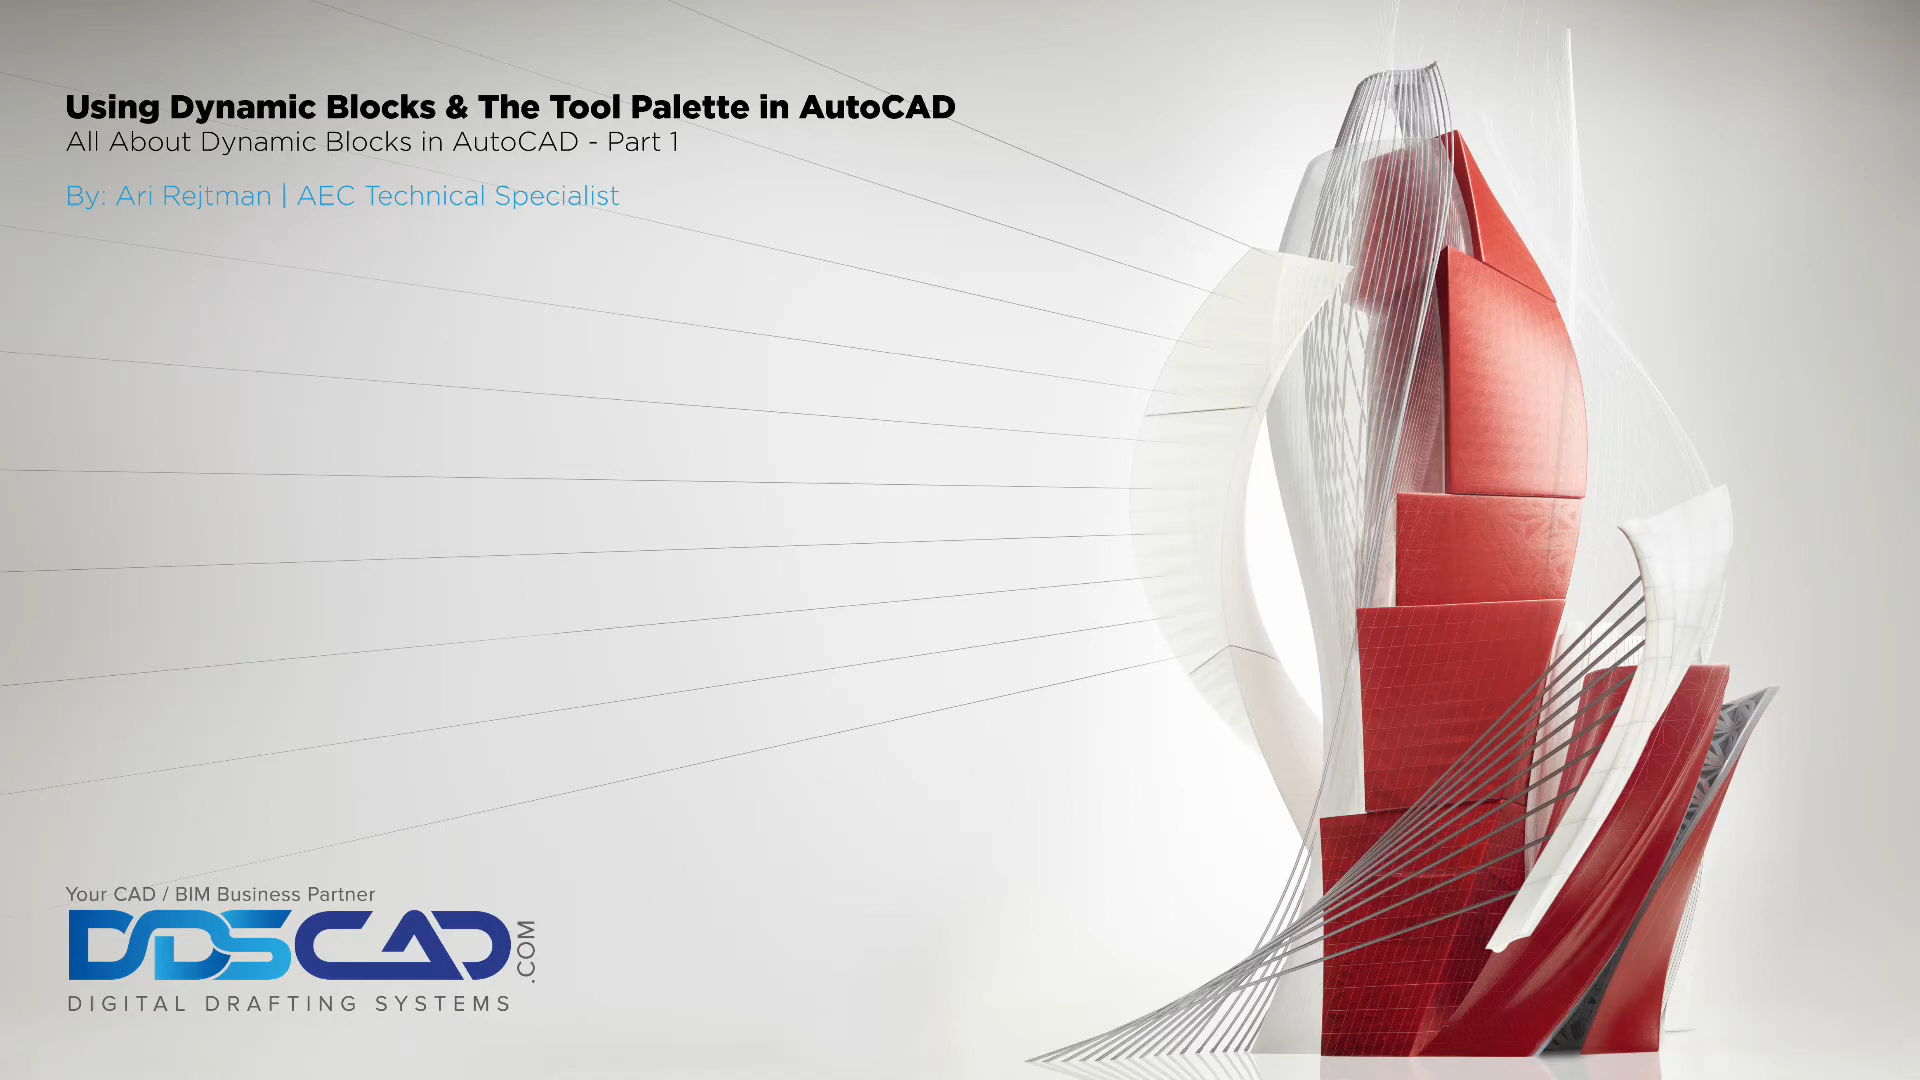 Using Dynamic Blocks & The Tool Palette in AutoCAD
All About Dynamic Blocks in AutoCAD - Part 1
By: Ari Rejtman | AEC Technical Specialist
Your CAD / BIM Business Partner
DDSCAD.COM
DIGITAL DRAFTING SYSTEMS